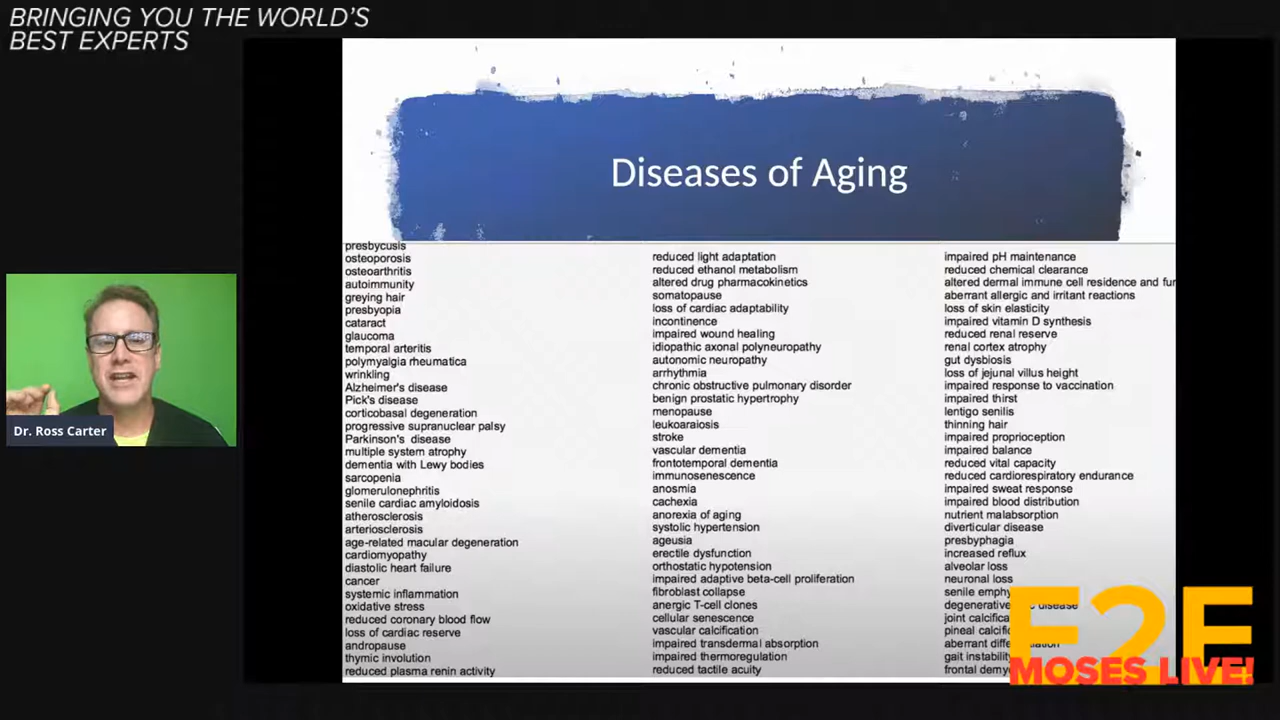 BRINGING YOU THE WORLD'S
BEST EXPERTS
Diseases of Aging
presbycusis
osteoporosis
osteoarthritis
autoimmunity
greying hair
presbyopia
cataract
glaucoma
temporal arteritis
polymyalgia rheumatica
wrinkling
Alzheimer's disease
Pick's disease
corticobasal degeneration
progressive supranuclear palsy
Parkinson's disease
multiple system atrophy
dementia with Lewy bodies
sarcopenia
glomerulonephritis
senile cardiac amyloidosis
atherosclerosis
arteriosclerosis
age-related macular degeneration
cardiomyopathy
diastolic heart failure
cancer
systemic inflammation
oxidative stress
reduced coronary blood flow
loss of cardiac reserve
andropause
thymic involution
reduced plasma renin activity
reduced light adaptation
reduced ethanol metabolism
altered drug pharmacokinetics
somatopause
loss of cardiac adaptability
incontinence
impaired wound healing
idiopathic axonal polyneuropathy
autonomic neuropathy
arrhythmia
chronic obstructive pulmonary disorder
benign prostatic hypertrophy
menopause
leukoaraiosis
stroke
vascular dementia
frontotemporal dementia
immunosenescence
anosmia
cachexia
anorexia of aging
systolic hypertension
ageusia
erectile dysfunction
orthostatic hypotension
impaired adaptive beta-cell proliferation
fibroblast collapse
anergic T-cell clones
cellular senescence
vascular calcification
impaired transdermal absorption
impaired thermoregulation
reduced tactile acuity
impaired pH maintenance
reduced chemical clearance
altered dermal immune cell residence and fun
aberrant allergic and irritant reactions
loss of skin elasticity
impaired vitamin D synthesis
reduced renal reserve
renal cortex atrophy
gut dysbiosis
loss of jejunal villus height
impaired response to vaccination
impaired thirst
lentigo senilis
thinning hair
impaired proprioception
impaired balance
reduced vital capacity
reduced cardiorespiratory endurance
impaired sweat response
impaired blood distribution
nutrient malabsorption
diverticular disease
presbyphagia
increased reflux
alveolar loss
neuronal loss
senile
degenerative disease
joint
pineal
aberrant
gait
frontal
Dr. Ross Carter
E2E
MOSES LIVE!